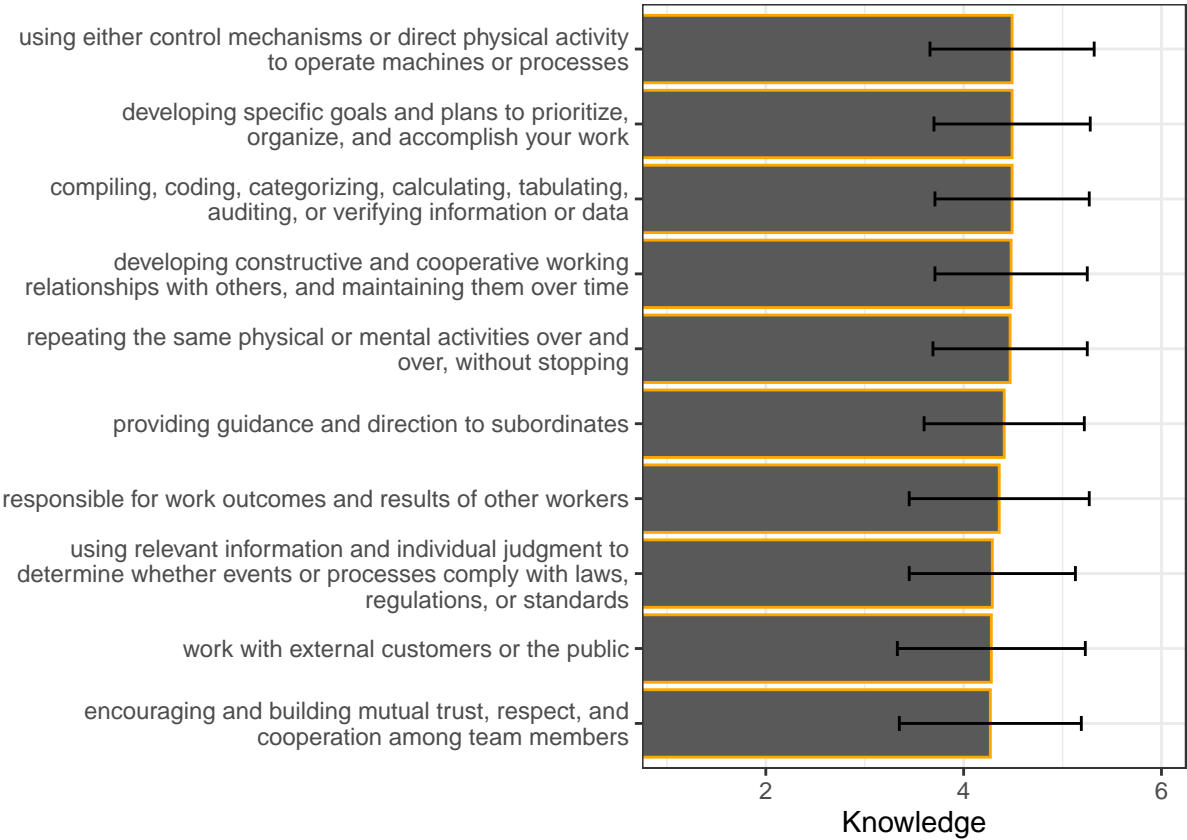 using either control mechanisms or direct physical activity
to operate machines or processes
developing specific goals and plans to prioritize,
organize, and accomplish your work
compiling, coding, categorizing, calculating, tabulating,
auditing, or verifying information or data
developing constructive and cooperative working
relationships with others, and maintaining them over time
repeating the same physical or mental activities over and
over, without stopping
providing guidance and direction to subordinates
responsible for work outcomes and results of other workers
using relevant information and individual judgment to
determine whether events or processes comply with laws,
regulations, or standards
work with external customers or the public
encouraging and building mutual trust, respect, and
cooperation among team members
2 4 6
Knowledge